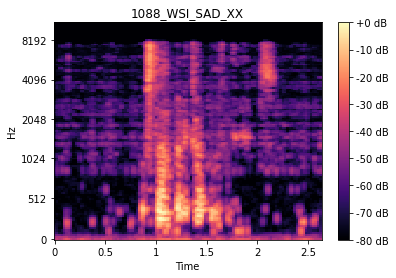 1088_WSI_SAD_XX
+0 dB
8192
-10 dB
4096
-20 dB
-30 dB
2048
Hz
-40 dB
1024
-50 dB
-60 dB
512
-70 dB
0
-80 dB
0
0.5
1
1.5
2
2.5
Time